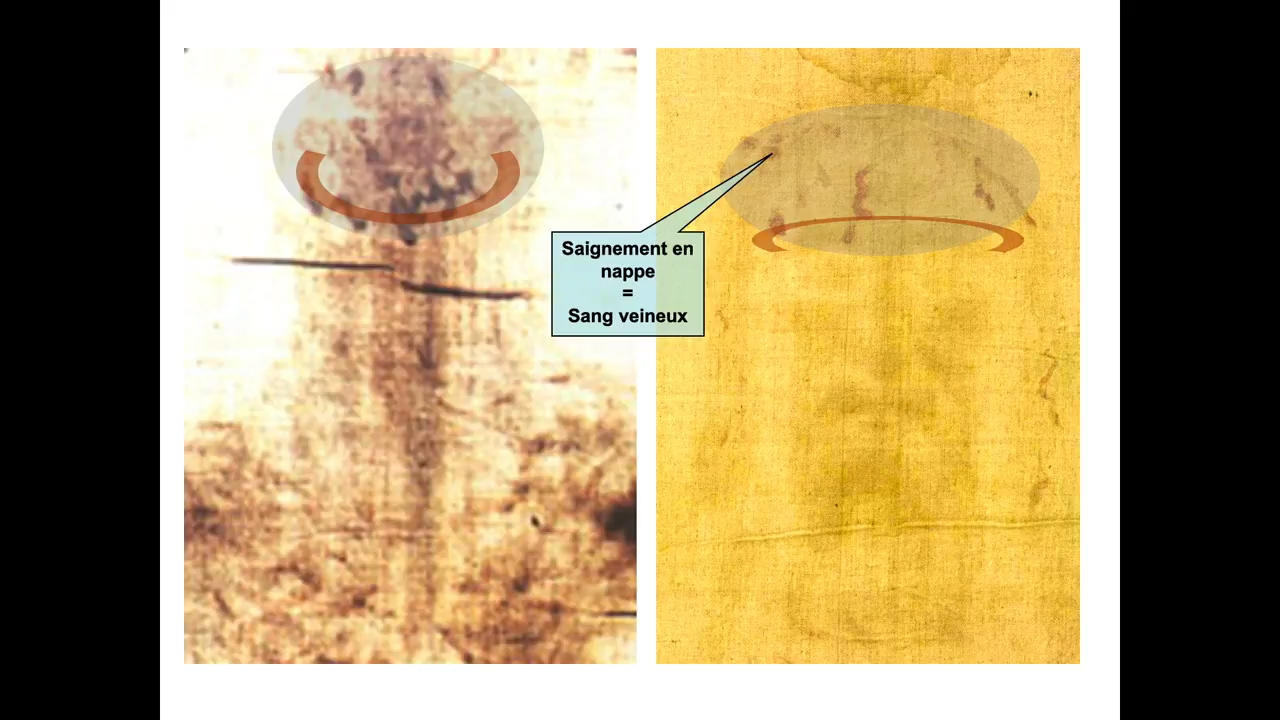 Saignement en
nappe
=
Sang veineux